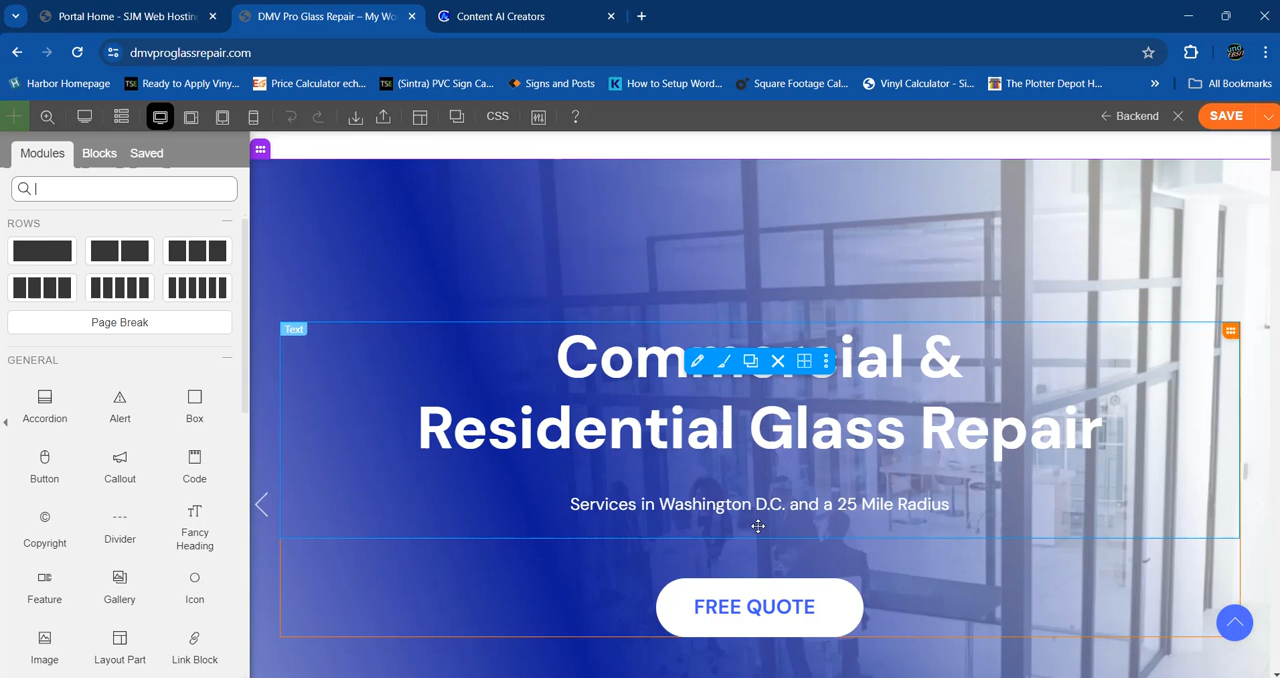 Portal Home - SJM Web Hosting
DMV Pro Glass Repair – My Wo
Content AI Creators
dmvproglassrepair.com
Harbor Homepage
TSE Ready to Apply Viny...
Price Calculator ech...
TSE (Sintra) PVC Sign Ca...
Signs and Posts
K How to Setup Word...
Square Footage Cal...
Vinyl Calculator - Si...
The Plotter Depot H...
» All Bookmarks
CSS
?
Backend
SAVE
Modules
Blocks
Saved
ROWS
Page Break
GENERAL
Accordion
Alert
Box
Button
Callout
Code
Copyright
Divider
Fancy
Heading
Feature
Gallery
Icon
Image
Layout Part
Link Block
Text
Commercial &
Residential Glass Repair
Services in Washington D.C. and a 25 Mile Radius
FREE QUOTE